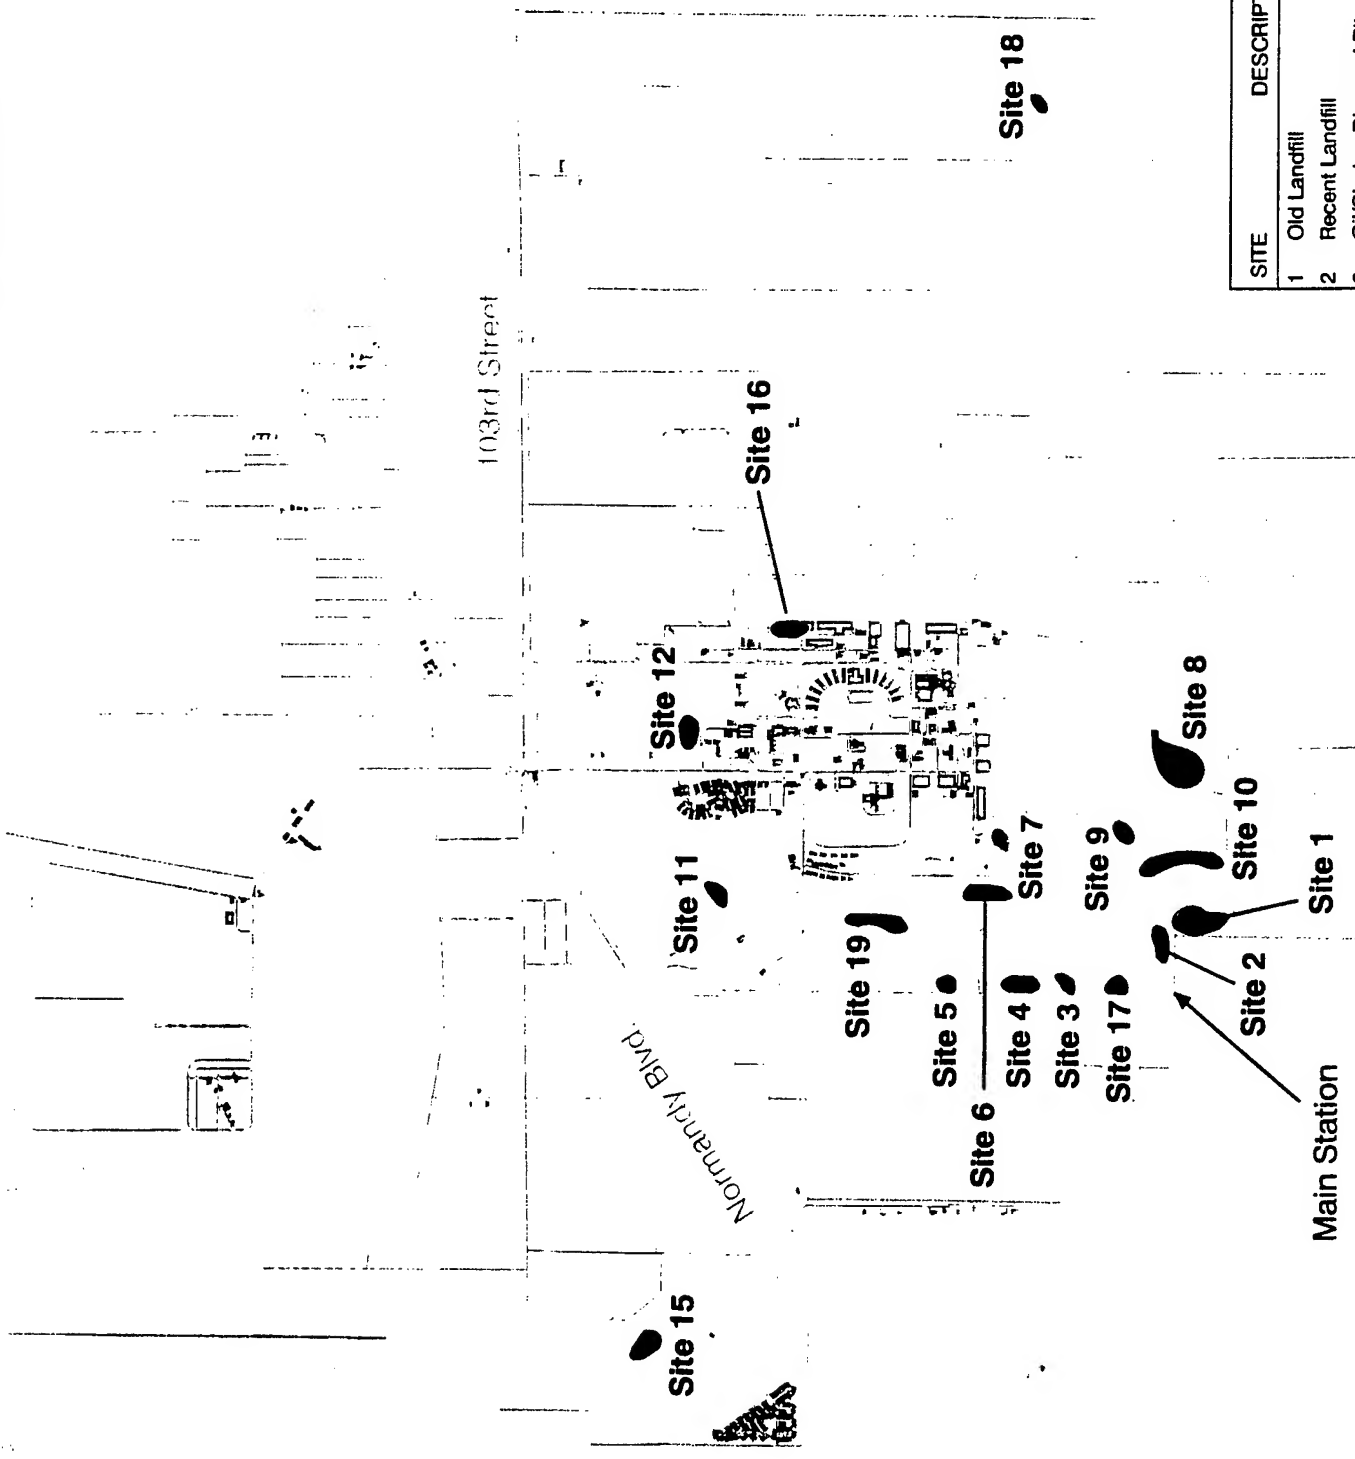 103rd Street
Site 12
Normandy Blvd.
Site 15
Site 11
Site 16
Site 19
Site 5
Site 6
Site 18
Site 4
Site 7
Site 3
Site 9
Site 17
Site 8
Site 10
Site 2
Site 1
Main Station
SITE DESCRIP
1 Old Landfill
2 Recent Landfill